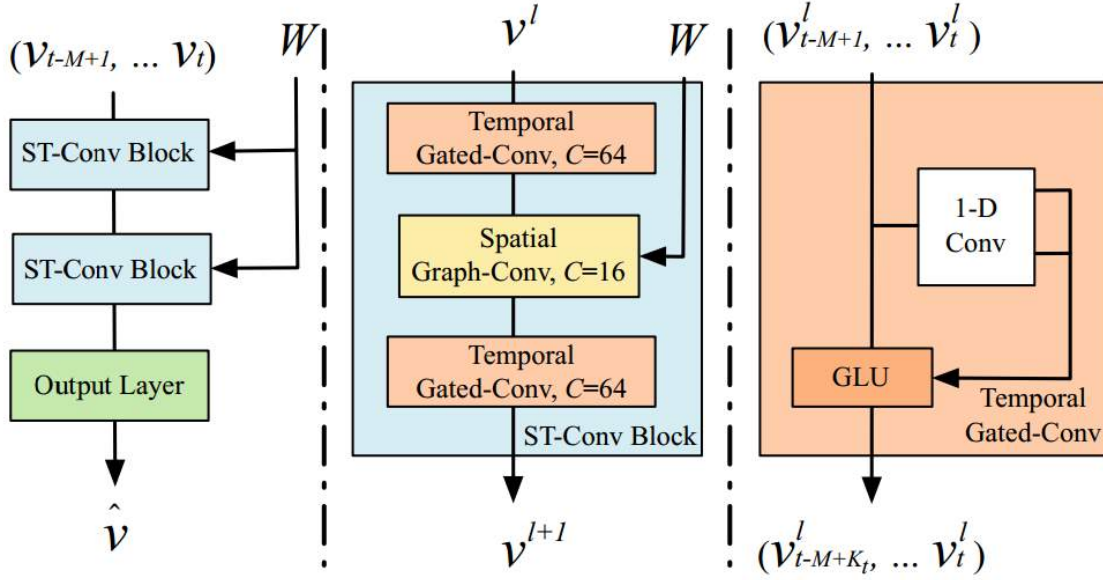 (v_{t-M+1}, ... v_t)
W
ST-Conv Block
ST-Conv Block
Output Layer
v̂
v^l
W
Temporal
Gated-Conv, C=64
Spatial
Graph-Conv, C=16
Temporal
Gated-Conv, C=64
ST-Conv Block
v^{l+1}
(v^l_{t-M+1}, ... v^l_t)
1-D
Conv
GLU
Temporal
Gated-Conv
(v^l_{t-M+K_t}, ... v^l_t)